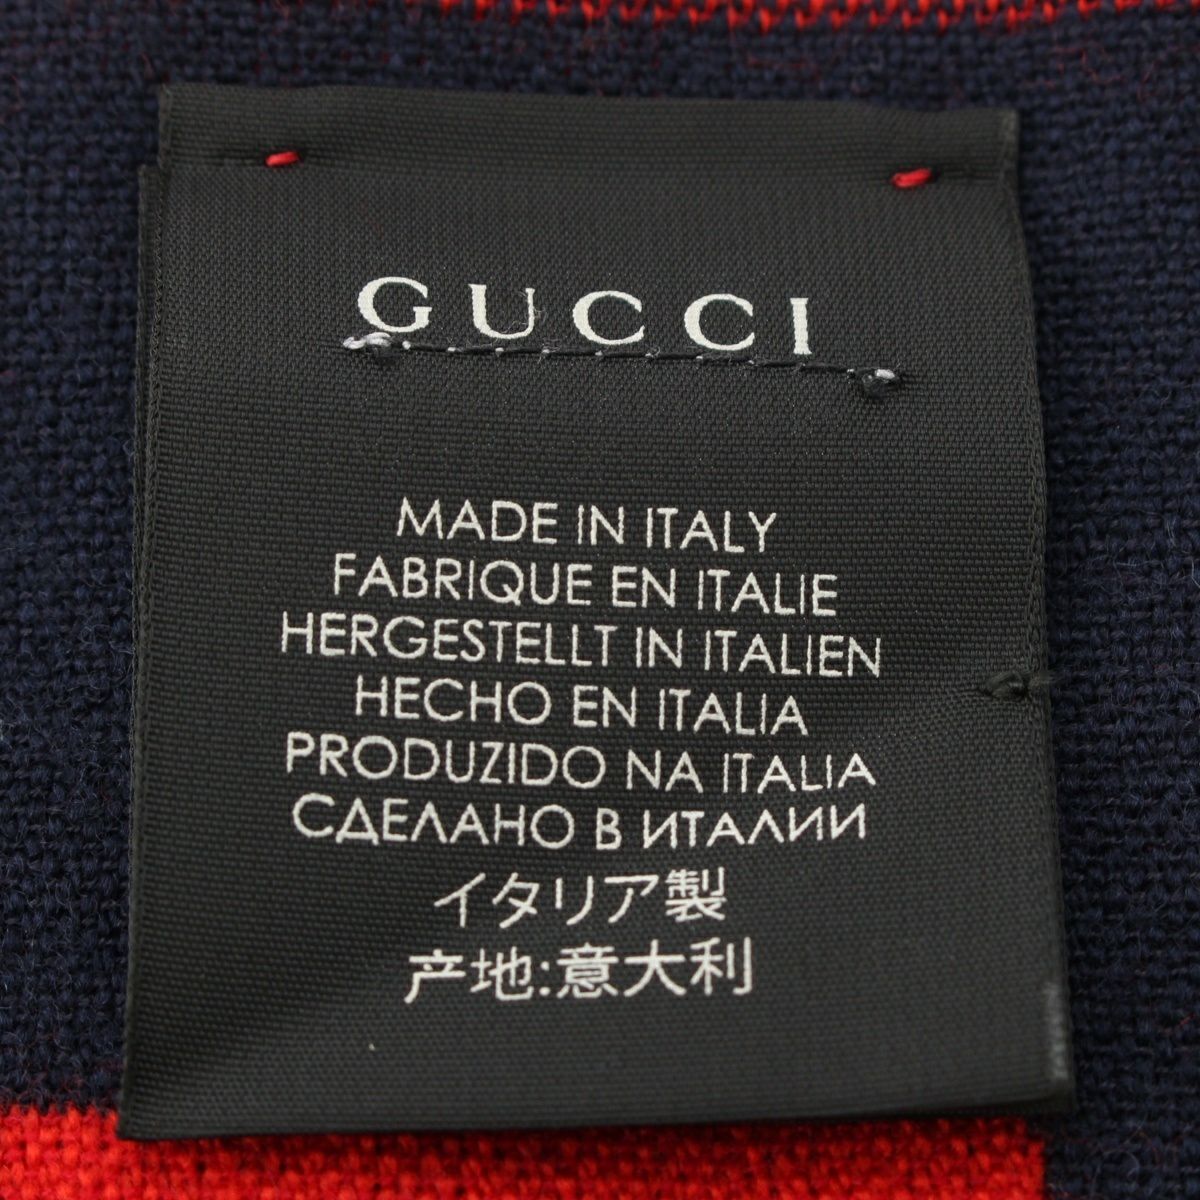 GUCCI
MADE IN ITALY
FABRIQUE EN ITALIE
HERGESTELLT IN ITALIEN
HECHO EN ITALIA
PRODUZIDO NA ITALIA
СДЕЛАНО В ИТАЛИИ
イタリア製
产地:意大利